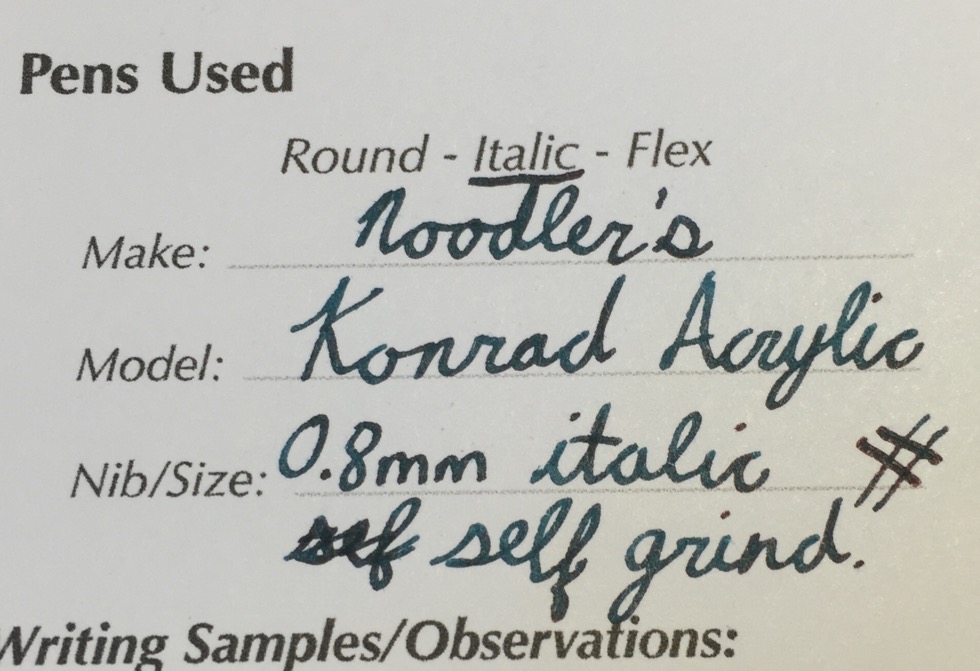 Pens Used
Round - Italic - Flex
Make: Noodler's
Model: Konrad Acrylic
Nib/Size: 0.8mm italic #
self grind.
Writing Samples/Observations: